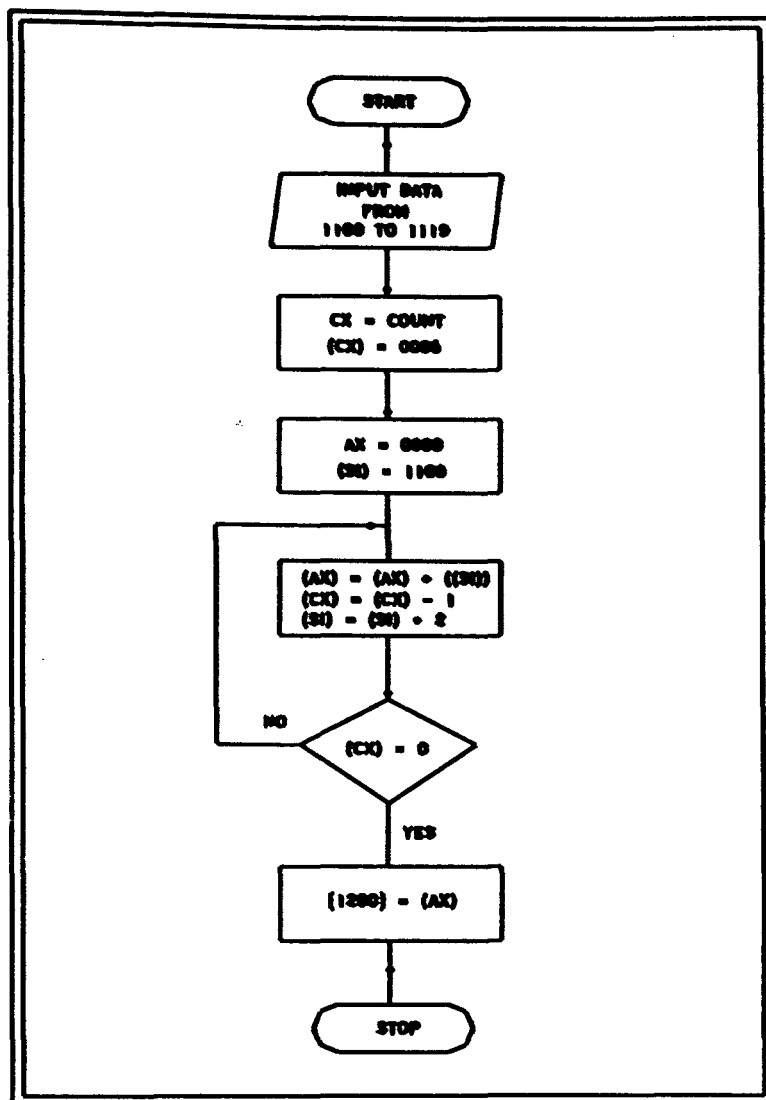 START
INPUT DATA
FROM
1100 TO 1119
CX = COUNT
(CX) =
AX = 0000
(SI) = 1100
(AX) = (AX) + ((SI))
(CX) = (CX) - 1
(SI) = (SI) + 2
NO
(CX) = 0
YES
[1200] = (AX)
STOP